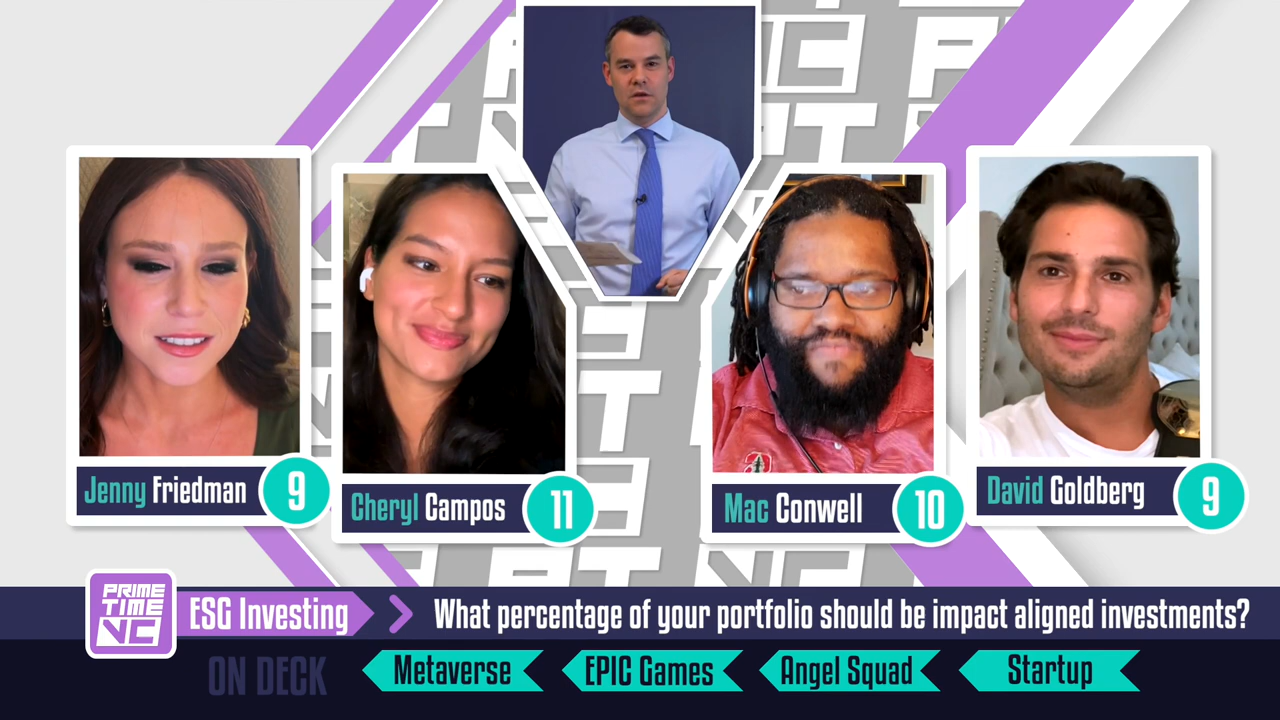 Jenny Friedman
9
Cheryl Campos
11
Mac Conwell
10
David Goldberg
9
PRIME
TIME
VC
ESG Investing
What percentage of your portfolio should be impact aligned investments?
ON DECK
Metaverse
EPIC Games
Angel Squad
Startup